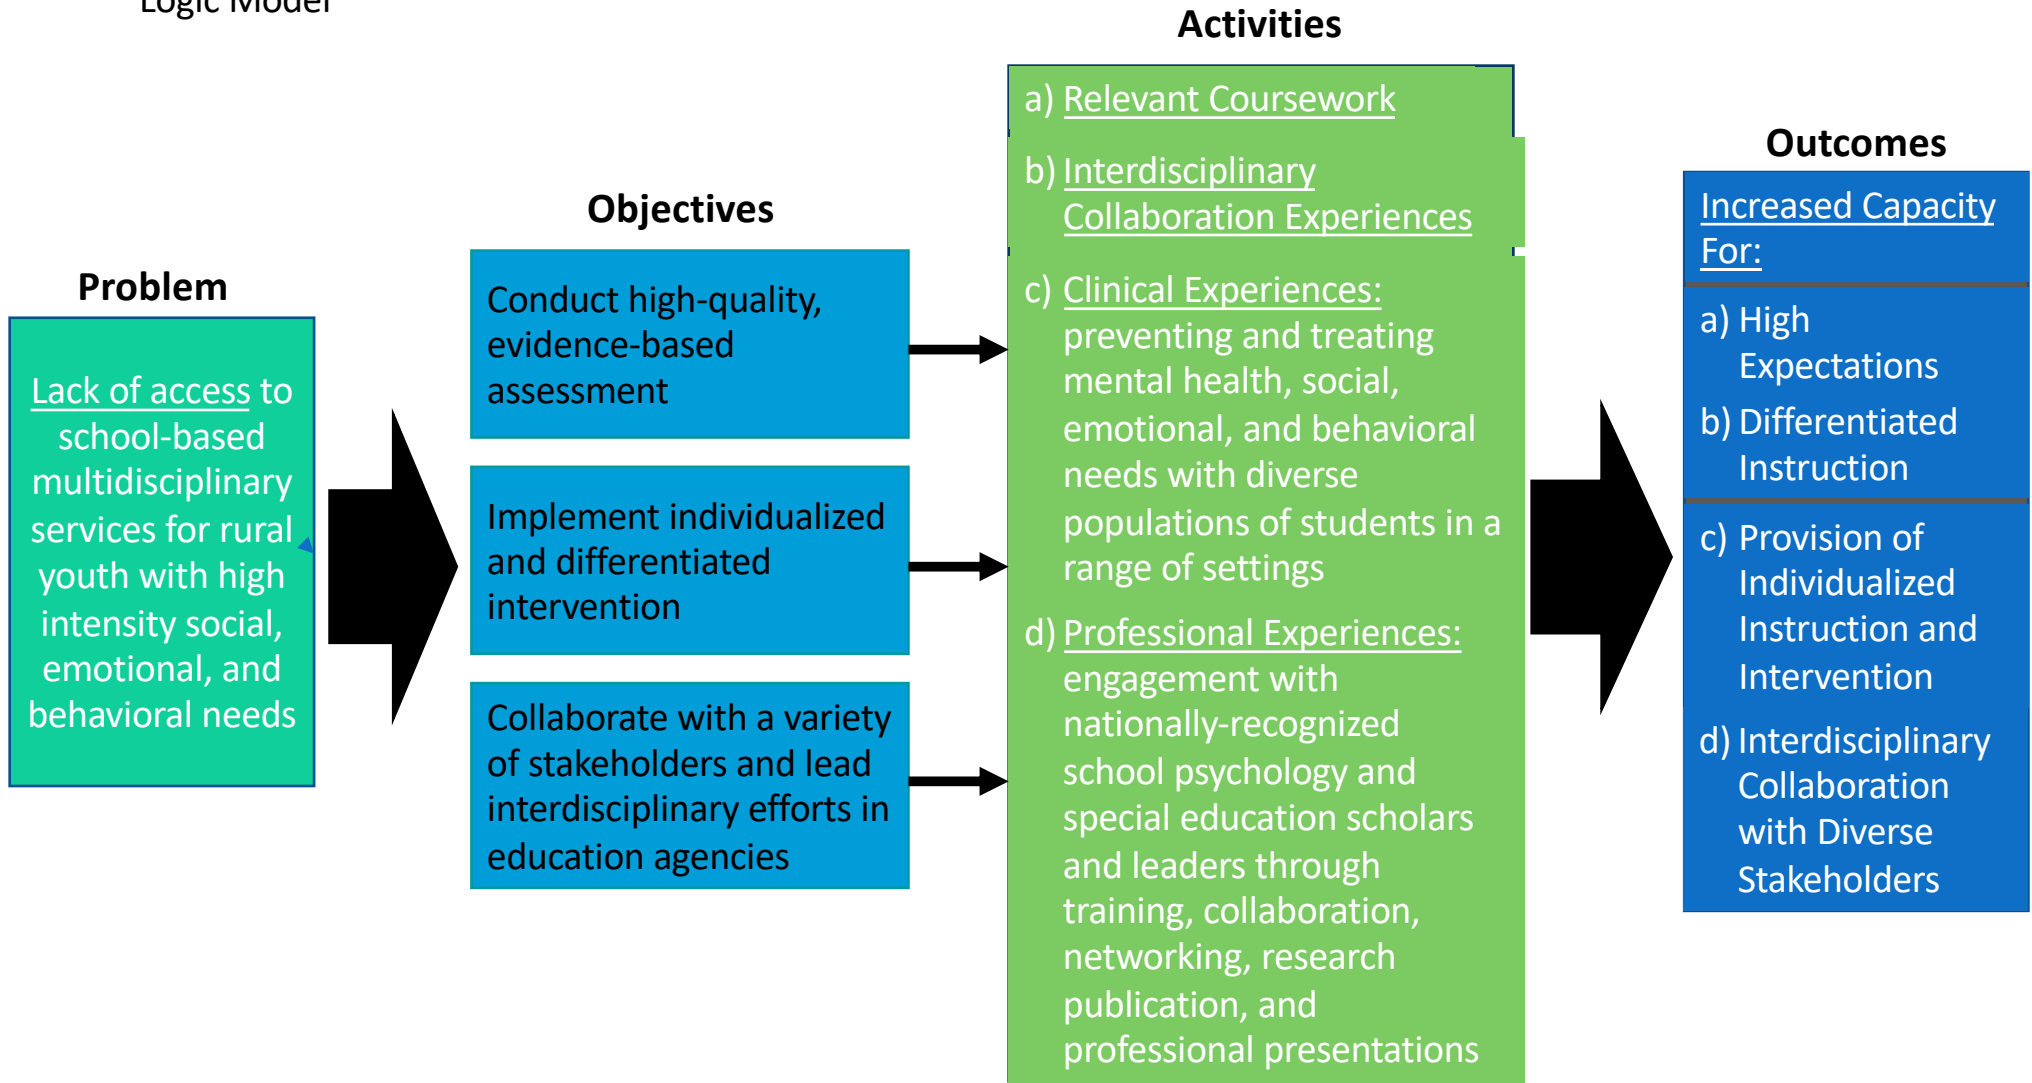 Logic Model
Problem
Lack of access to
school-based
multidisciplinary
services for rural
youth with high
intensity social,
emotional, and
behavioral needs
Objectives
Conduct high-quality,
evidence-based
assessment
Implement individualized
and differentiated
intervention
Collaborate with a variety
of stakeholders and lead
interdisciplinary efforts in
education agencies
Activities
a) Relevant Coursework
b) Interdisciplinary
Collaboration Experiences
c) Clinical Experiences:
preventing and treating
mental health, social,
emotional, and behavioral
needs with diverse
populations of students in a
range of settings
d) Professional Experiences:
engagement with
nationally-recognized
school psychology and
special education scholars
and leaders through
training, collaboration,
networking, research
publication, and
professional presentations
Outcomes
Increased Capacity
For:
a) High
Expectations
b) Differentiated
Instruction
c) Provision of
Individualized
Instruction and
Intervention
d) Interdisciplinary
Collaboration
with Diverse
Stakeholders